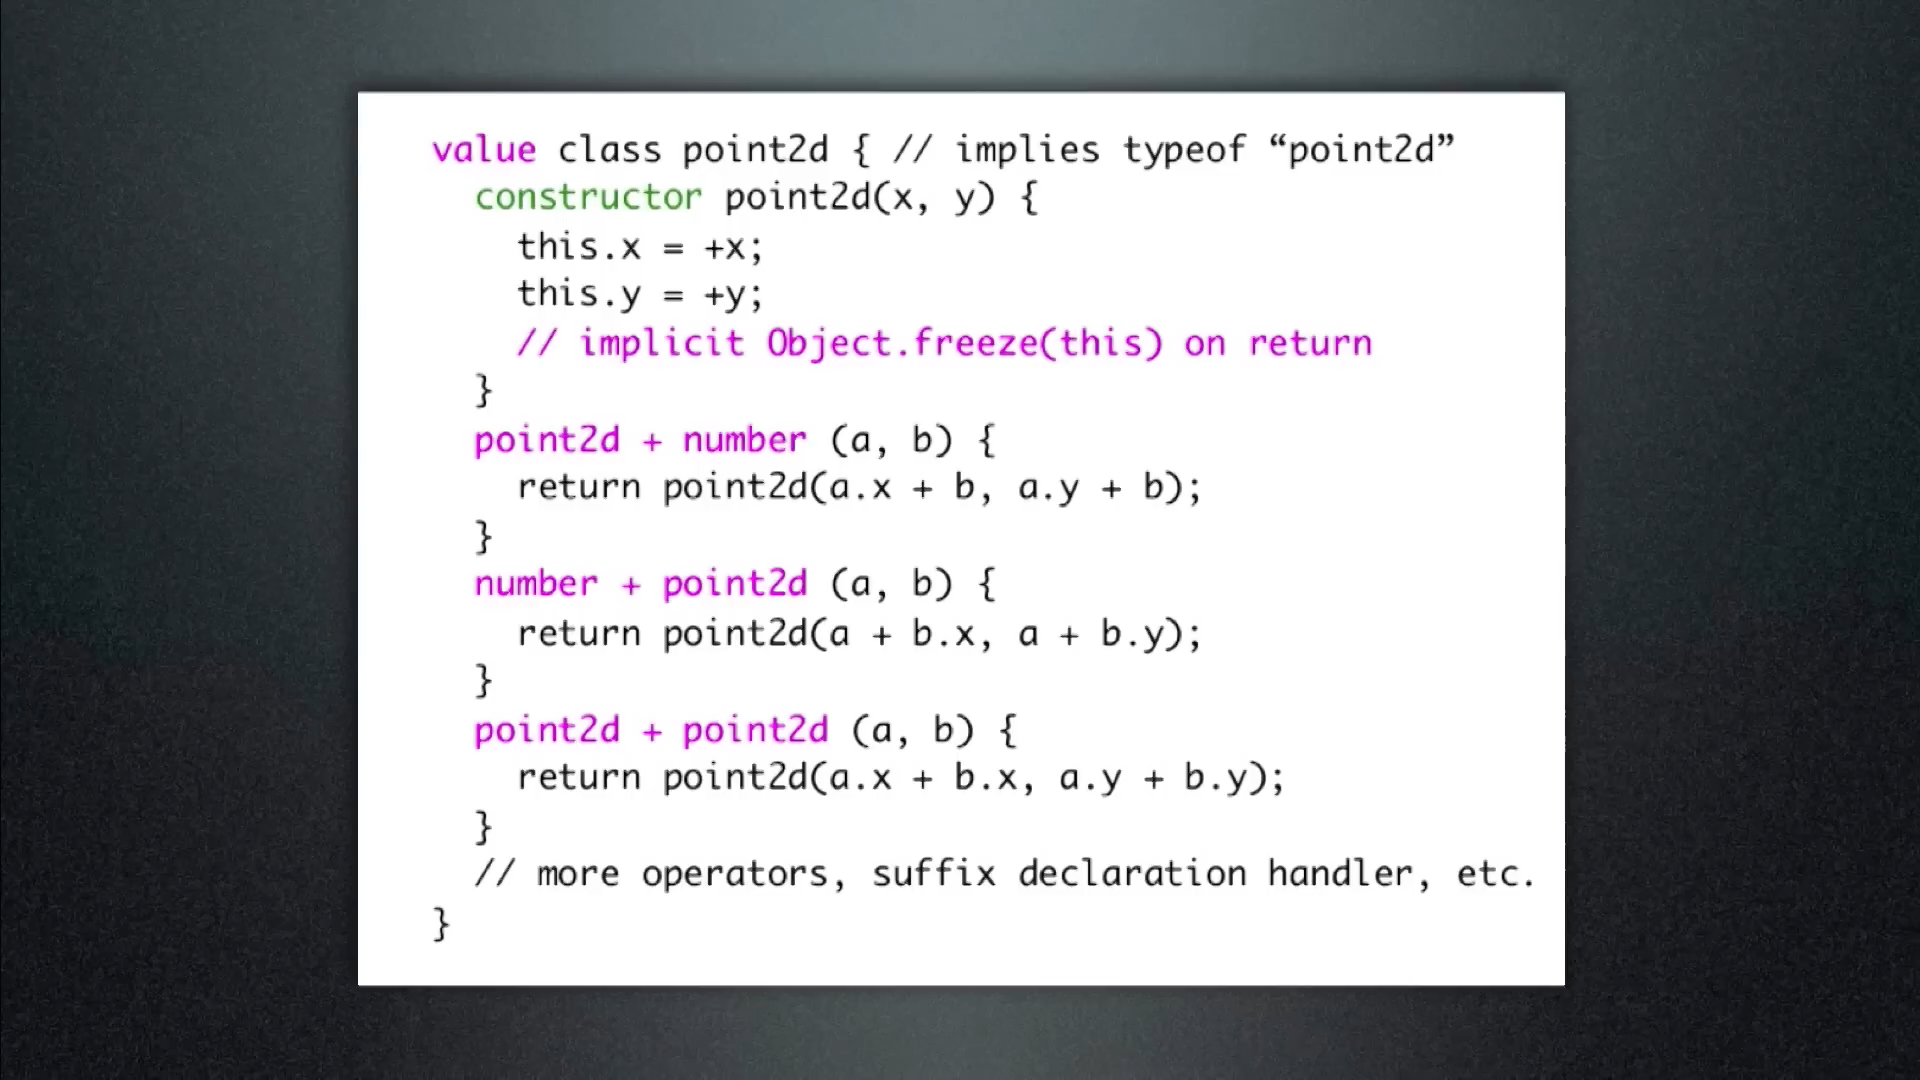 value class point2d { // implies typeof “point2d”
constructor point2d(x, y) {
this.x = +x;
this.y = +y;
// implicit Object.freeze(this) on return
}
point2d + number (a, b) {
return point2d(a.x + b, a.y + b);
}
number + point2d (a, b) {
return point2d(a + b.x, a + b.y);
}
point2d + point2d (a, b) {
return point2d(a.x + b.x, a.y + b.y);
}
// more operators, suffix declaration handler, etc.
}